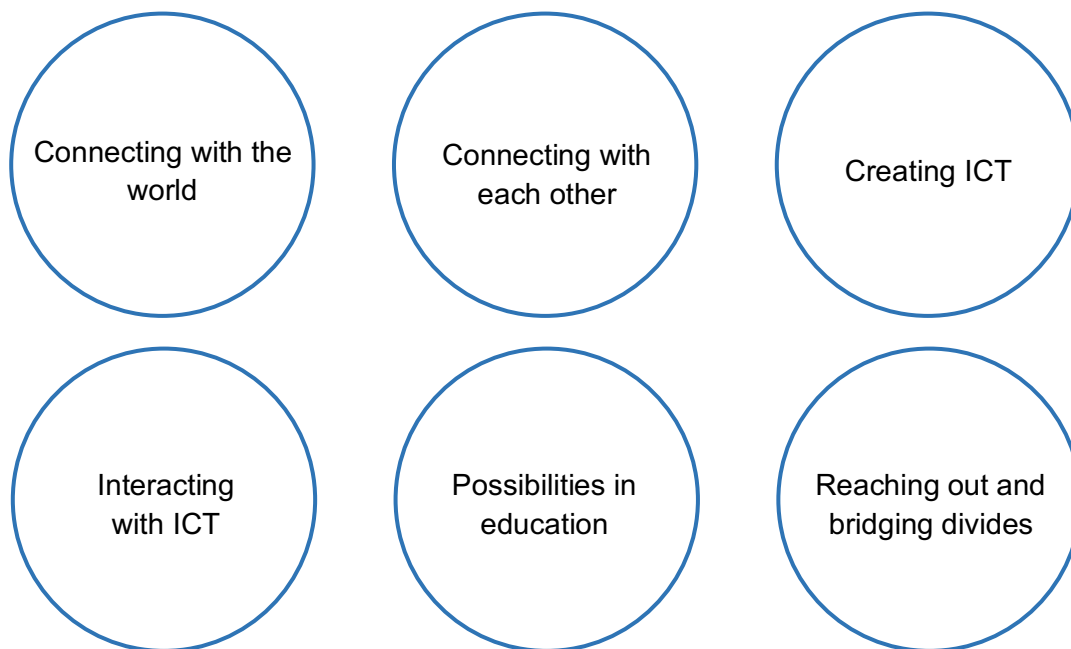 Connecting with the
world
Connecting with
each other
Creating ICT
Interacting
with ICT
Possibilities in
education
Reaching out and
bridging divides